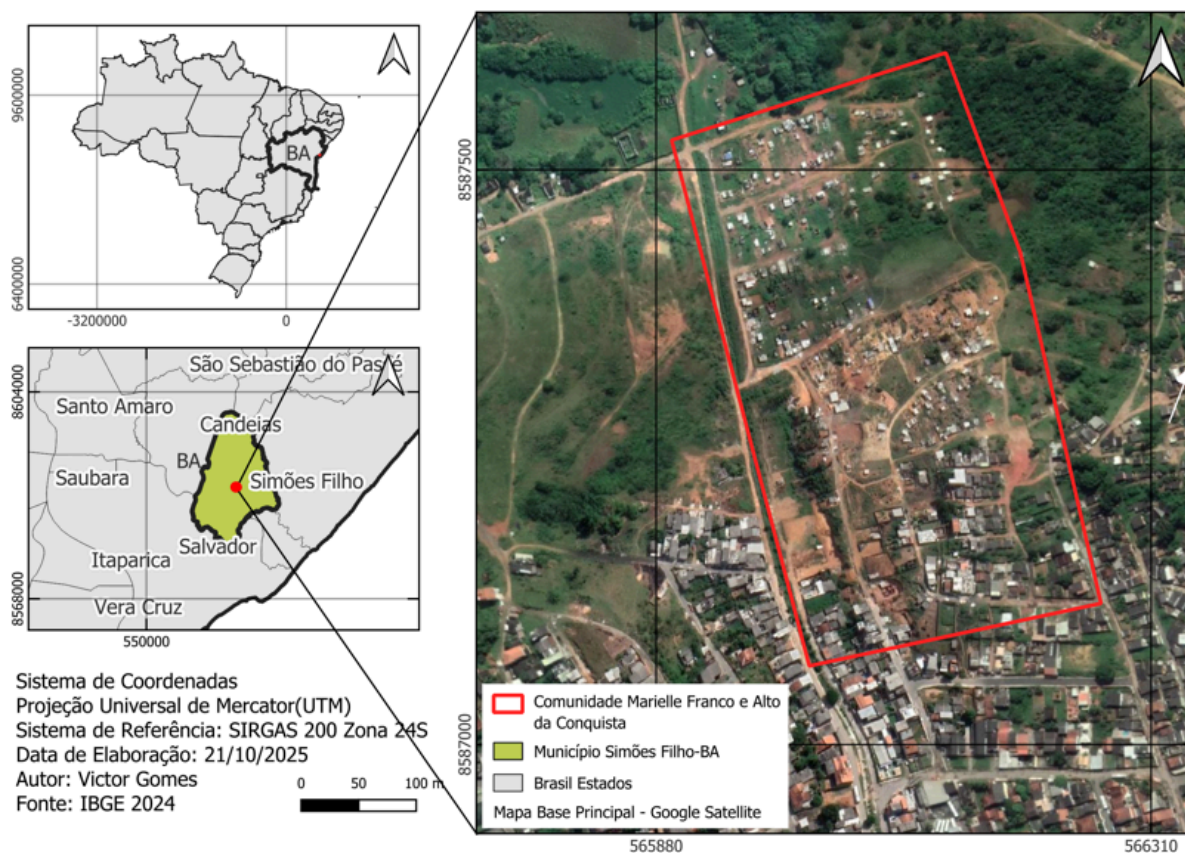 9600000
BA
6400000
-3200000
0
São Sebastião do Passé
8604000
Santo Amaro
Candeias
BA
Saubara
Simões Filho
Salvador
Itaparica
8568000
Vera Cruz
550000
Sistema de Coordenadas
Projeção Universal de Mercator(UTM)
Sistema de Referência: SIRGAS 200 Zona 24S
Data de Elaboração: 21/10/2025
Autor: Victor Gomes
Fonte: IBGE 2024
0 50 100 m
8587500
8587000
Comunidade Marielle Franco e Alto
da Conquista
Município Simões Filho-BA
Brasil Estados
Mapa Base Principal - Google Satellite
565880
566310